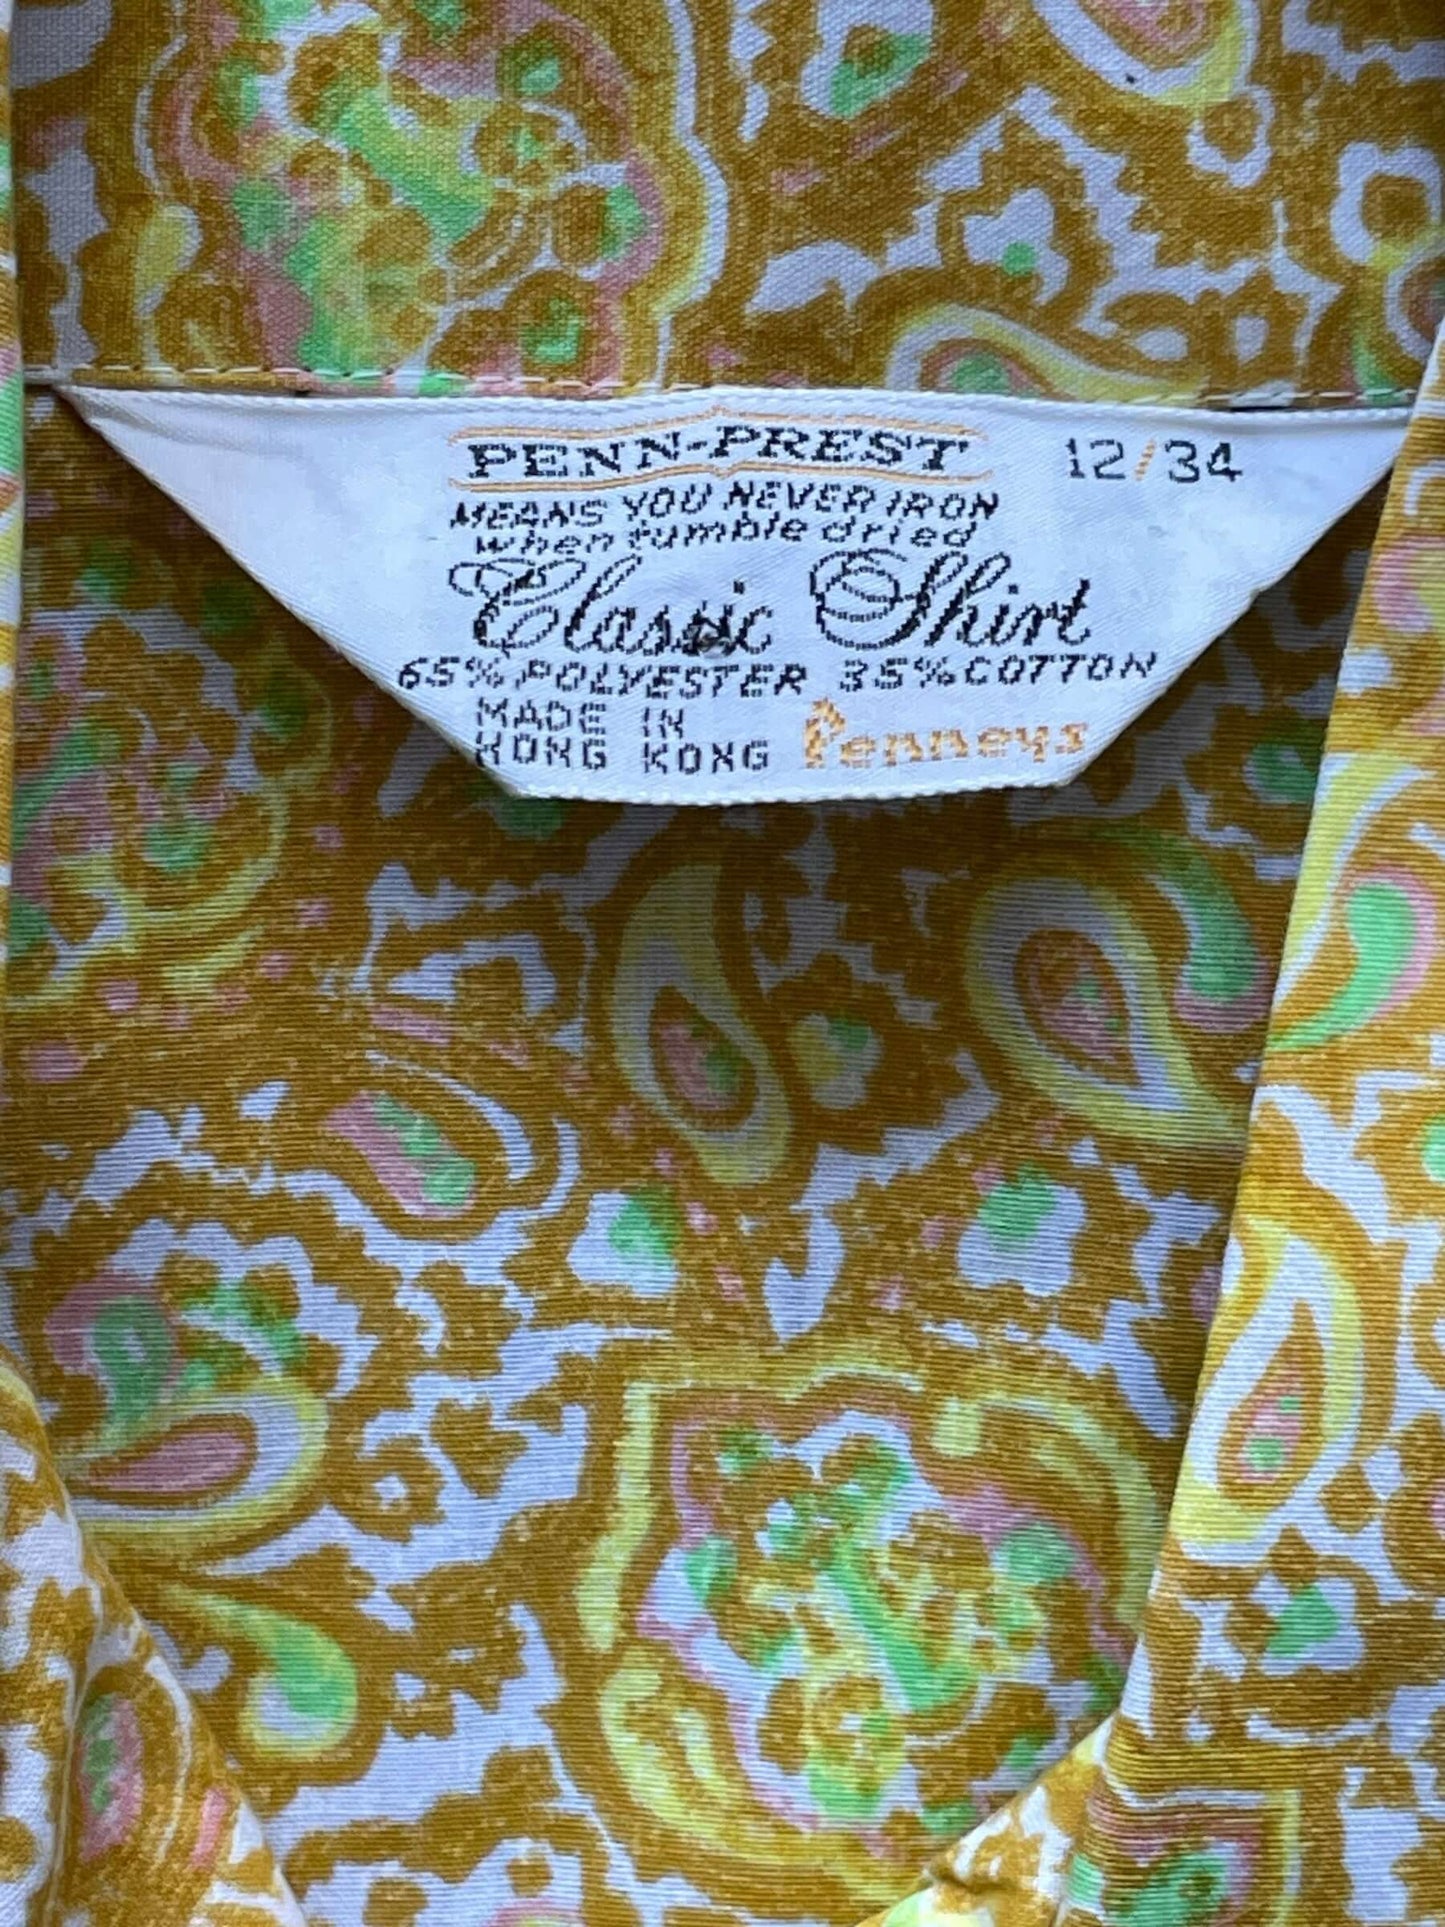 PENN-PREST 12/34
MEANS YOU NEVER IRON
when tumble dried
Classic Shirt
65% POLYESTER 35% COTTON
MADE IN
HONG KONG Penneys